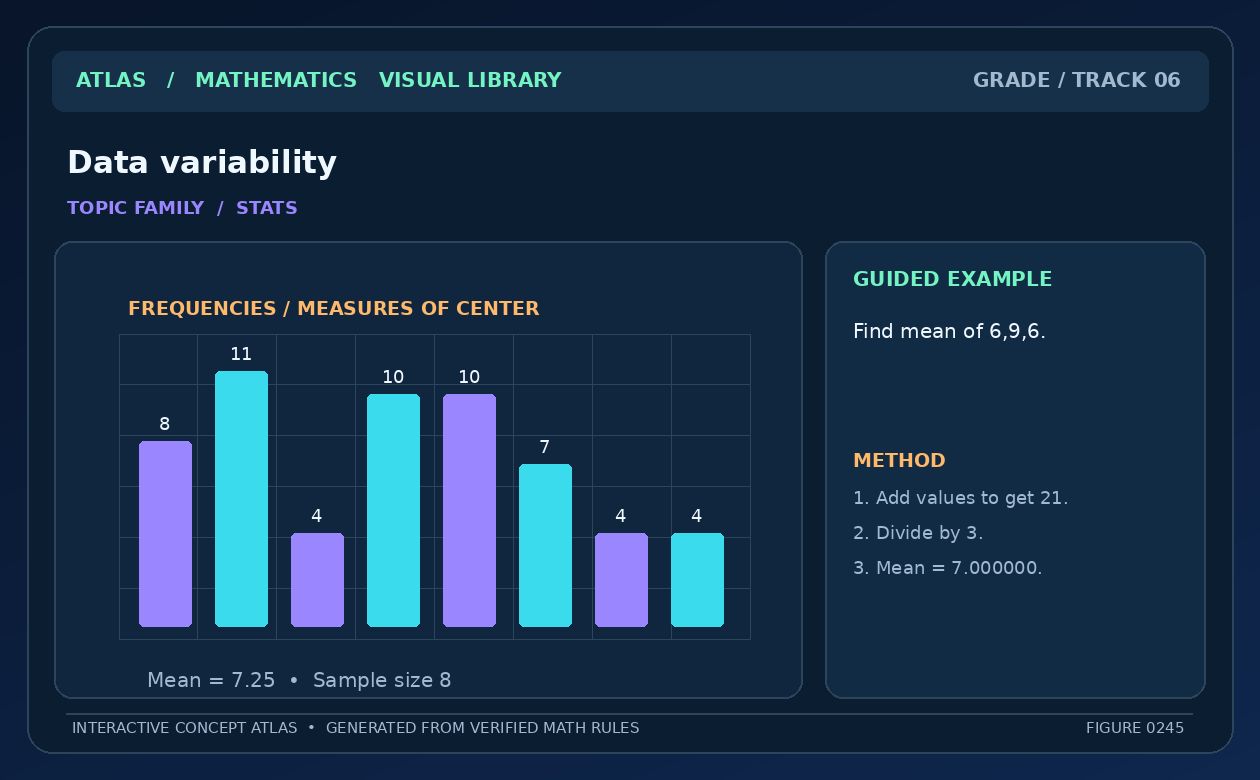 ATLAS / MATHEMATICS VISUAL LIBRARY
GRADE / TRACK 06
Data variability
TOPIC FAMILY / STATS
FREQUENCIES / MEASURES OF CENTER
8
11
4
10
10
7
4
4
Mean = 7.25 • Sample size 8
GUIDED EXAMPLE
Find mean of 6,9,6.
METHOD
1. Add values to get 21.
2. Divide by 3.
3. Mean = 7.000000.
INTERACTIVE CONCEPT ATLAS • GENERATED FROM VERIFIED MATH RULES
FIGURE 0245